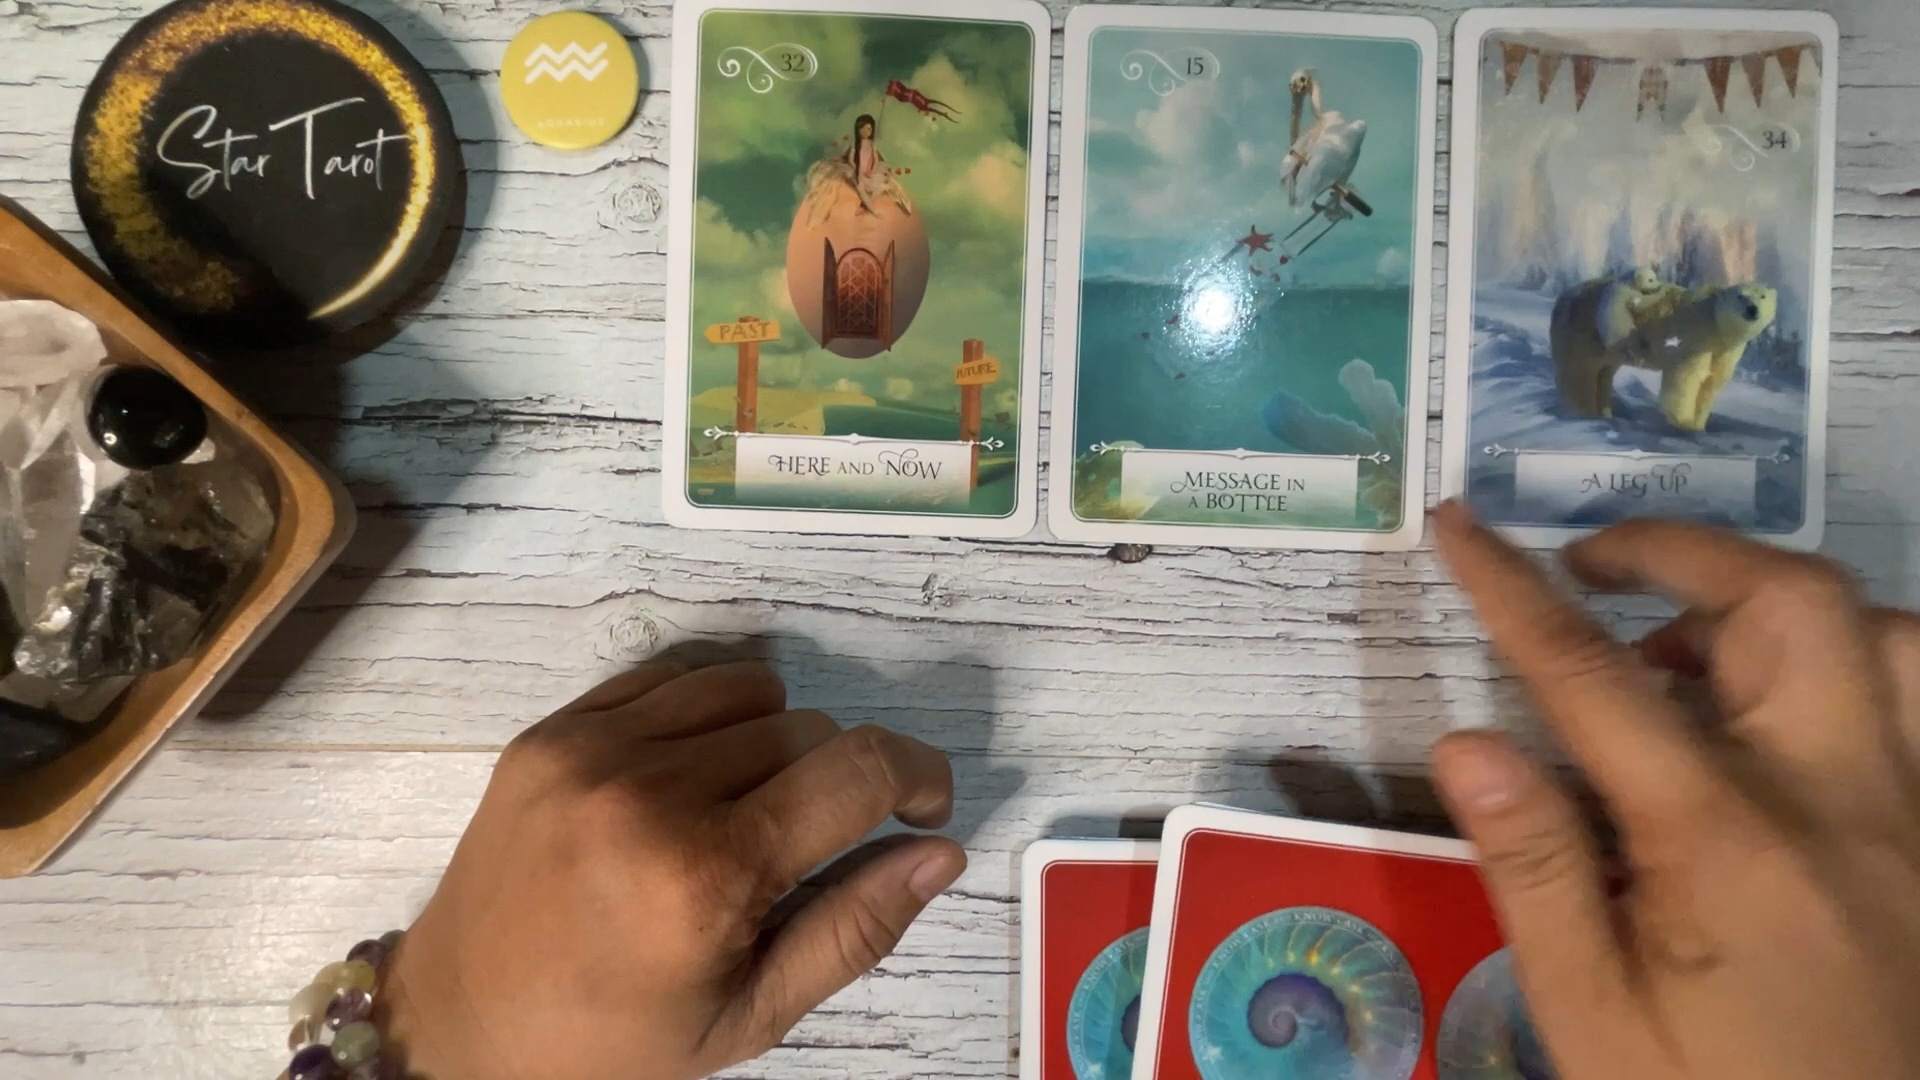 Star Tarot
AQUARIUS
32
PAST
FUTURE
HERE AND NOW
15
MESSAGE IN
A BOTTLE
34
A LEG UP